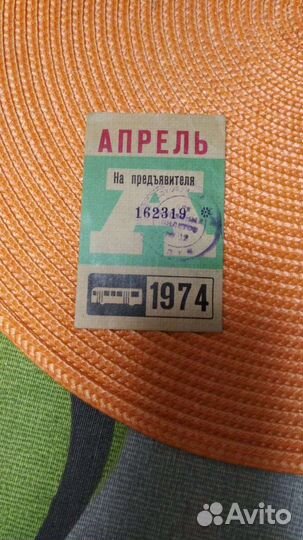 АПРЕЛЬ
На предъявителя
162319 *
А
1974
Avito